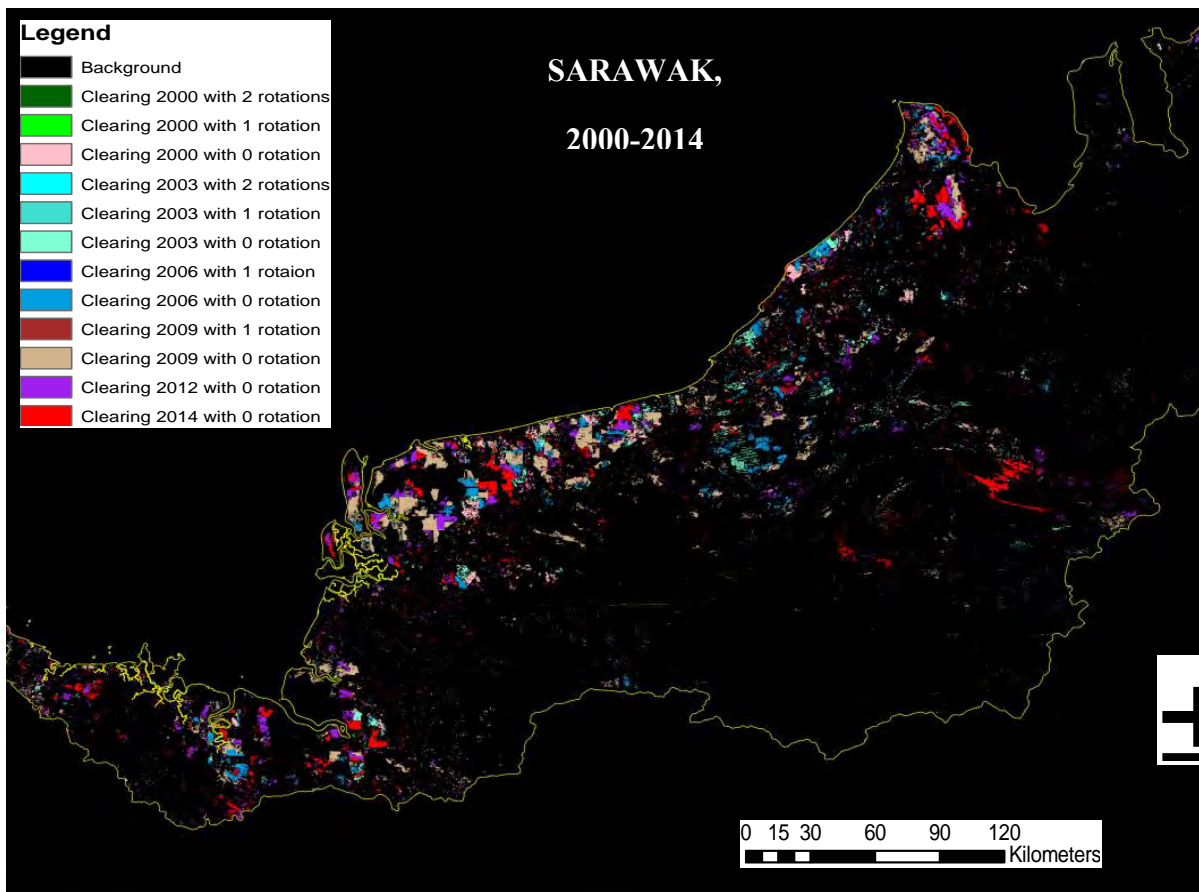 Legend
Background
Clearing 2000 with 2 rotations
Clearing 2000 with 1 rotation
Clearing 2000 with 0 rotation
Clearing 2003 with 2 rotations
Clearing 2003 with 1 rotation
Clearing 2003 with 0 rotation
Clearing 2006 with 1 rotaion
Clearing 2006 with 0 rotation
Clearing 2009 with 1 rotation
Clearing 2009 with 0 rotation
Clearing 2012 with 0 rotation
Clearing 2014 with 0 rotation
SARAWAK,
2000-2014
0 15 30 60 90 120
Kilometers